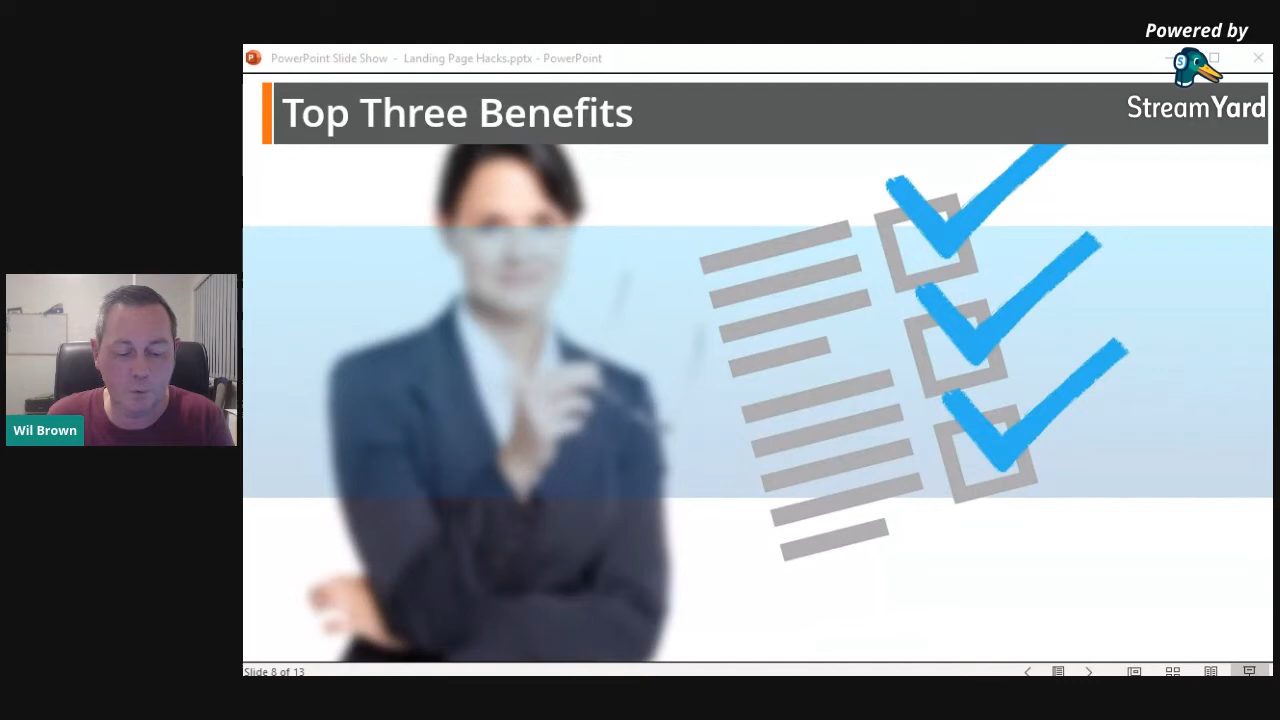 Powered by
StreamYard
PowerPoint Slide Show - Landing Page Hacks.pptx - PowerPoint
Top Three Benefits
Wil Brown
Slide 8 of 13